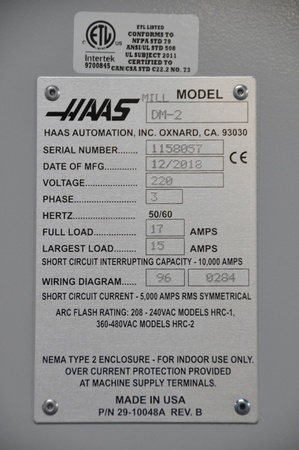 ETL LISTED
CONFORMS TO
NFPA STD 79
ANSI/UL STD 508
UL SUBJECT 2011
CERTIFIED TO
CAN/CSA STD C22.2 NO. 73
c ETL us
LISTED
Intertek
9700845
HAAS MILL MODEL
DM-2
HAAS AUTOMATION, INC. OXNARD, CA. 93030
SERIAL NUMBER........ 1158057
DATE OF MFG............ 12/2018 CE
VOLTAGE.................. 220
PHASE...................... 3
HERTZ 50/60
FULL LOAD............... 17 AMPS
LARGEST LOAD........ 15 AMPS
SHORT CIRCUIT INTERRUPTING CAPACITY - 10,000 AMPS
WIRING DIAGRAM..... 96 0284
SHORT CIRCUIT CURRENT - 5,000 AMPS RMS SYMMETRICAL
ARC FLASH RATING: 208 - 240VAC MODELS HRC-1,
360-480VAC MODELS HRC-2
NEMA TYPE 2 ENCLOSURE - FOR INDOOR USE ONLY.
OVER CURRENT PROTECTION PROVIDED
AT MACHINE SUPPLY TERMINALS.
MADE IN USA
P/N 29-10048A REV. B